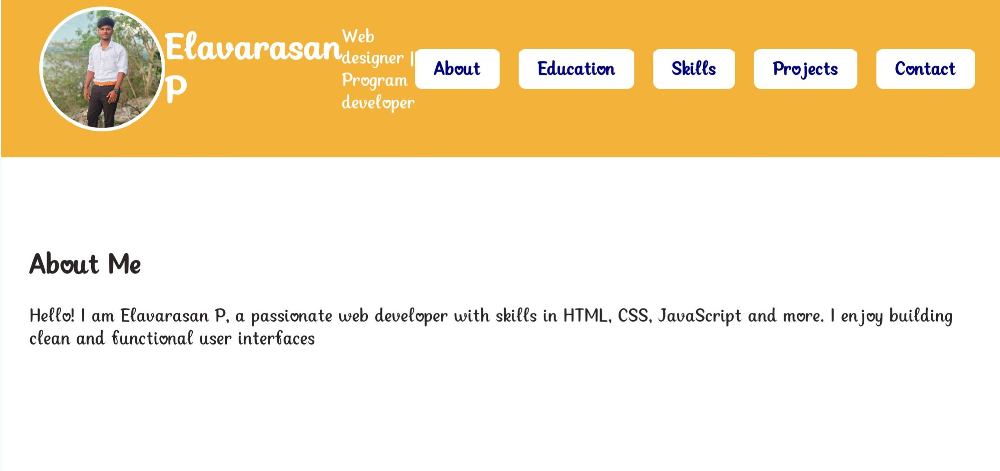 Elavarasan
P
Web
designer |
Program
developer
About
Education
Skills
Projects
Contact
About Me
Hello! I am Elavarasan P, a passionate web developer with skills in HTML, CSS, JavaScript and more. I enjoy building
clean and functional user interfaces